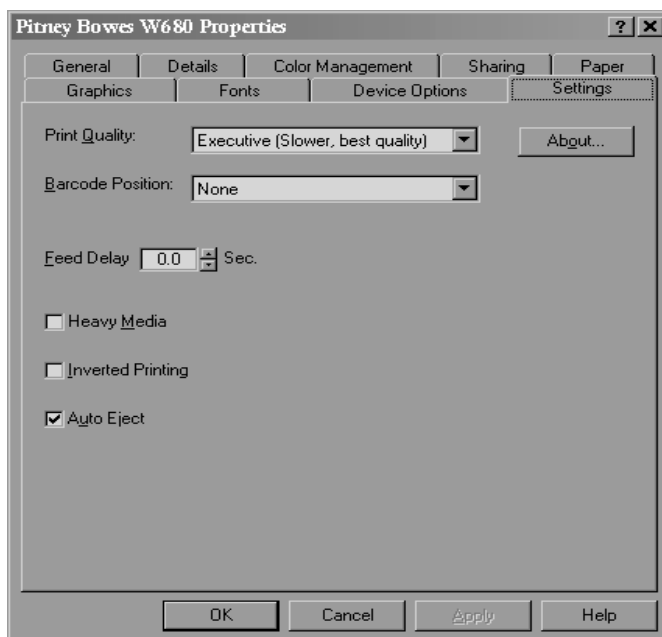 Pitney Bowes W680 Properties
General Details Color Management Sharing Paper
Graphics Fonts Device Options Settings
Print Quality: Executive (Slower, best quality) About...
Barcode Position: None
Feed Delay 0.0 Sec.
Heavy Media
Inverted Printing
Auto Eject
OK Cancel Apply Help